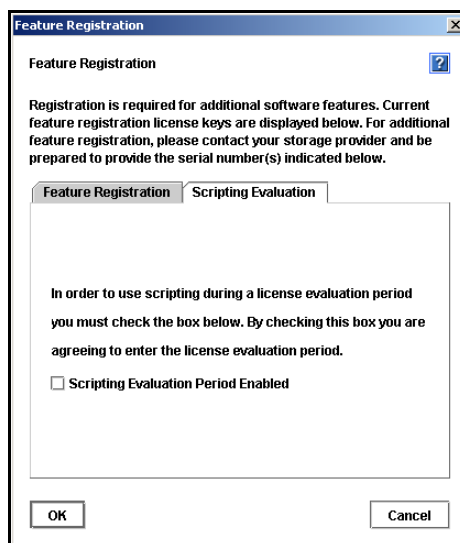 Feature Registration
Feature Registration
?
Registration is required for additional software features. Current
feature registration license keys are displayed below. For additional
feature registration, please contact your storage provider and be
prepared to provide the serial number(s) indicated below.
Feature Registration Scripting Evaluation
In order to use scripting during a license evaluation period
you must check the box below. By checking this box you are
agreeing to enter the license evaluation period.
Scripting Evaluation Period Enabled
OK Cancel